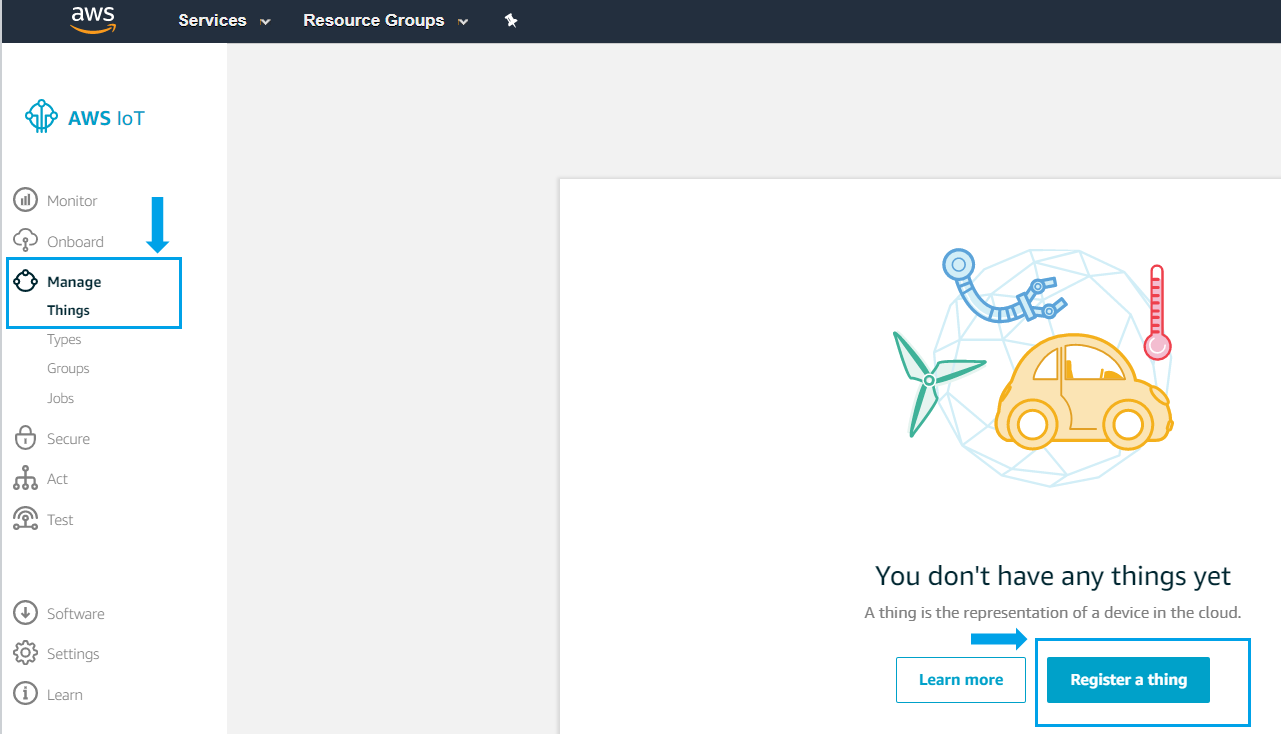 aws Services Resource Groups
AWS IoT
Monitor
Onboard
Manage
Things
Types
Groups
Jobs
Secure
Act
Test
Software
Settings
Learn
You don't have any things yet
A thing is the representation of a device in the cloud.
Learn more
Register a thing